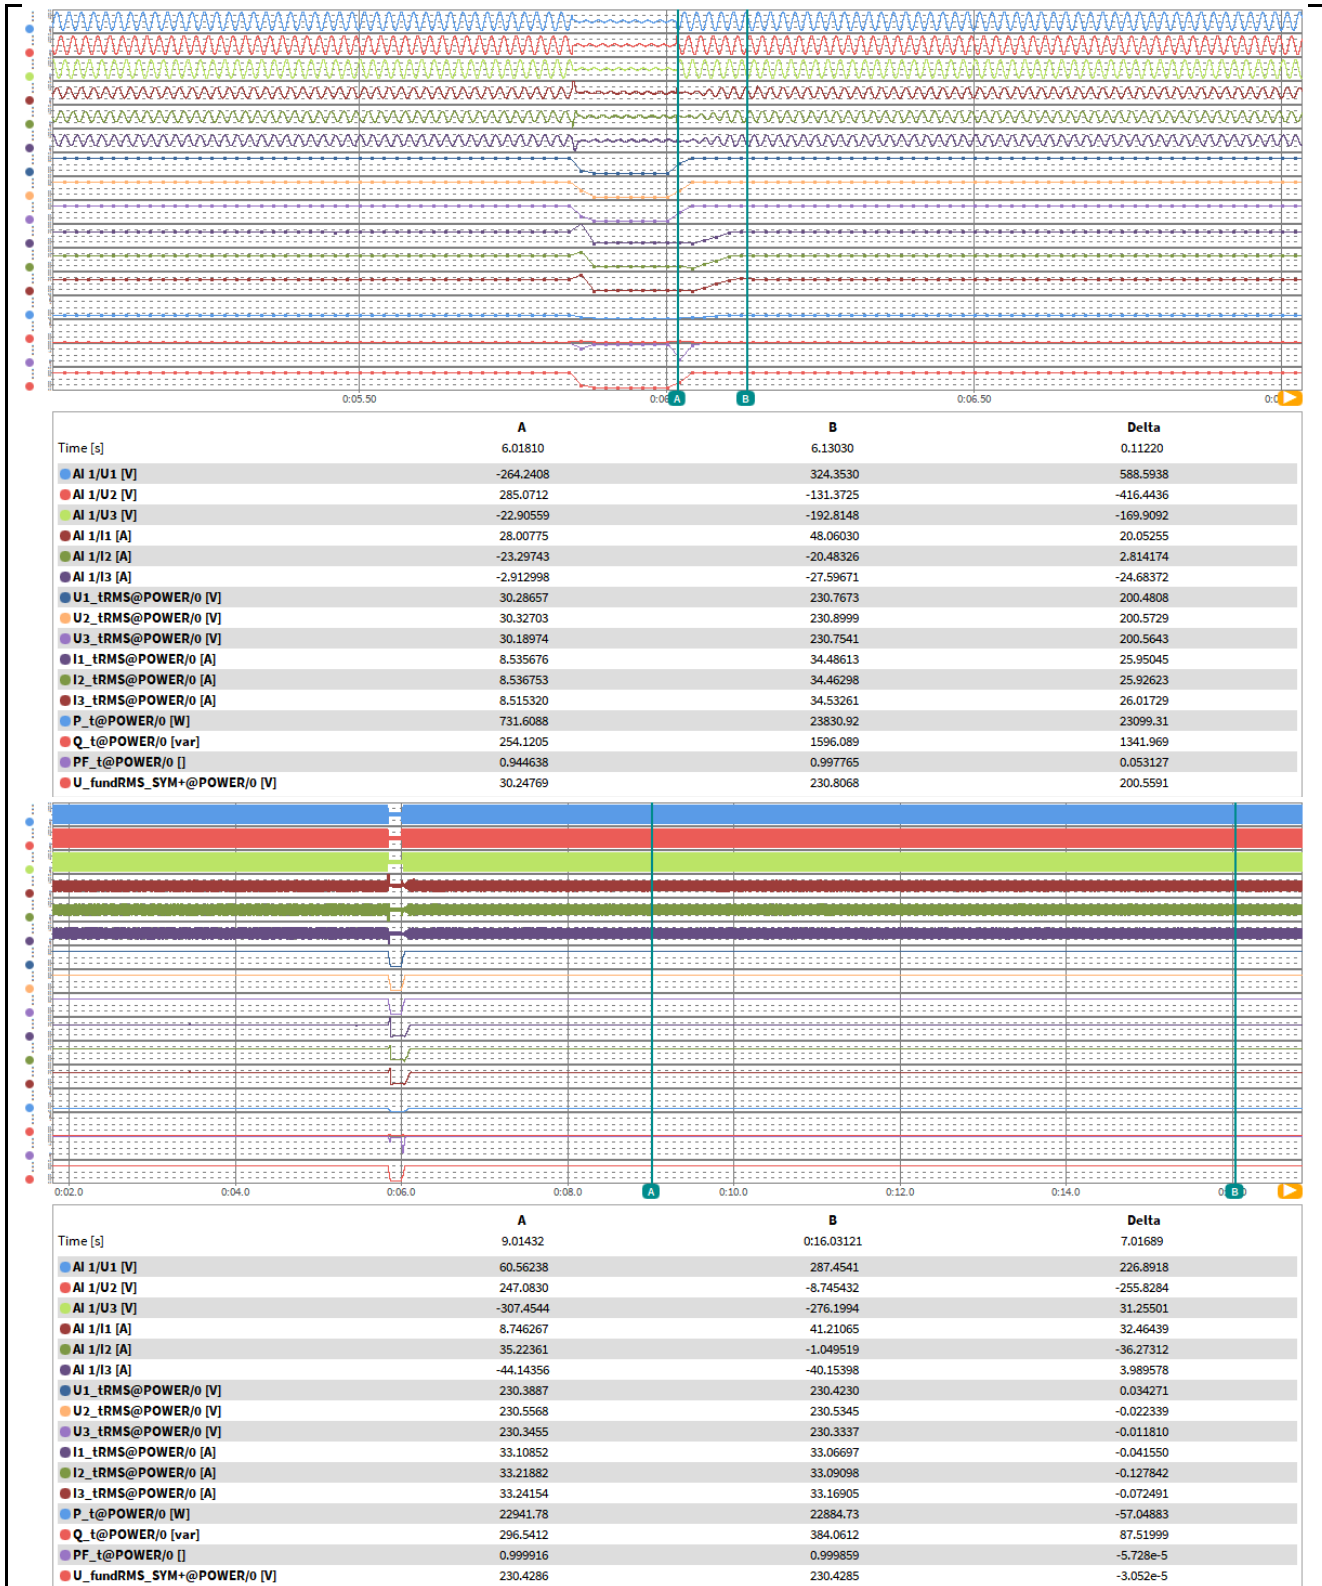 0:05.50 0:06 A B 0:06.50 0:0
A B Delta
Time [s] 6.01810 6.13030 0.11220
AI 1/U1 [V] -264.2408 324.3530 588.5938
AI 1/U2 [V] 285.0712 -131.3725 -416.4436
AI 1/U3 [V] -22.90559 -192.8148 -169.9092
AI 1/I1 [A] 28.00775 48.06030 20.05255
AI 1/I2 [A] -23.29743 -20.48326 2.814174
AI 1/I3 [A] -2.912998 -27.59671 -24.68372
U1_tRMS@POWER/0 [V] 30.28657 230.7673 200.4808
U2_tRMS@POWER/0 [V] 30.32703 230.8999 200.5729
U3_tRMS@POWER/0 [V] 30.18974 230.7541 200.5643
I1_tRMS@POWER/0 [A] 8.535676 34.48613 25.95045
I2_tRMS@POWER/0 [A] 8.536753 34.46298 25.92623
I3_tRMS@POWER/0 [A] 8.515320 34.53261 26.01729
P_t@POWER/0 [W] 731.6088 23830.92 23099.31
Q_t@POWER/0 [var] 254.1205 1596.089 1341.969
PF_t@POWER/0 [] 0.944638 0.997765 0.053127
U_fundRMS_SYM+@POWER/0 [V] 30.24769 230.8068 200.5591
0:02.0 0:04.0 0:06.0 0:08.0 A 0:10.0 0:12.0 0:14.0 B
A B Delta
Time [s] 9.01432 0:16.03121 7.01689
AI 1/U1 [V] 60.56238 287.4541 226.8918
AI 1/U2 [V] 247.0830 -8.745432 -255.8284
AI 1/U3 [V] -307.4544 -276.1994 31.25501
AI 1/I1 [A] 8.746267 41.21065 32.46439
AI 1/I2 [A] 35.22361 -1.049519 -36.27312
AI 1/I3 [A] -44.14356 -40.15398 3.989578
U1_tRMS@POWER/0 [V] 230.3887 230.4230 0.034271
U2_tRMS@POWER/0 [V] 230.5568 230.5345 -0.022339
U3_tRMS@POWER/0 [V] 230.3455 230.3337 -0.011810
I1_tRMS@POWER/0 [A] 33.10852 33.06697 -0.041550
I2_tRMS@POWER/0 [A] 33.21882 33.09098 -0.127842
I3_tRMS@POWER/0 [A] 33.24154 33.16905 -0.072491
P_t@POWER/0 [W] 22941.78 22884.73 -57.04883
Q_t@POWER/0 [var] 296.5412 384.0612 87.51999
PF_t@POWER/0 [] 0.999916 0.999859 -5.728e-5
U_fundRMS_SYM+@POWER/0 [V] 230.4286 230.4285 -3.052e-5